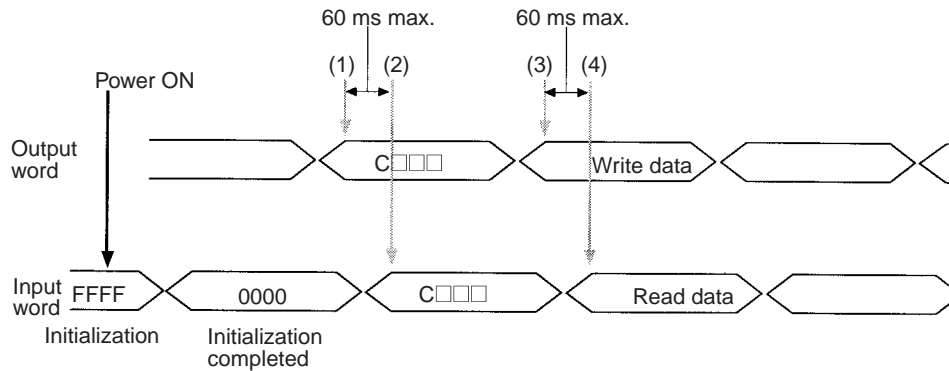 60 ms max. 60 ms max.
(1) (2) (3) (4)
Power ON
Output
word
C□□□ Write data
Input
word
FFFF 0000 C□□□ Read data
Initialization Initialization
completed